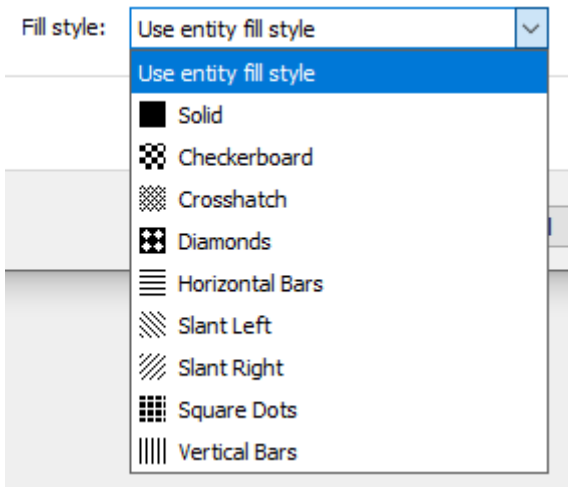 Fill style: Use entity fill style
Use entity fill style
Solid
Checkerboard
Crosshatch
Diamonds
Horizontal Bars
Slant Left
Slant Right
Square Dots
Vertical Bars